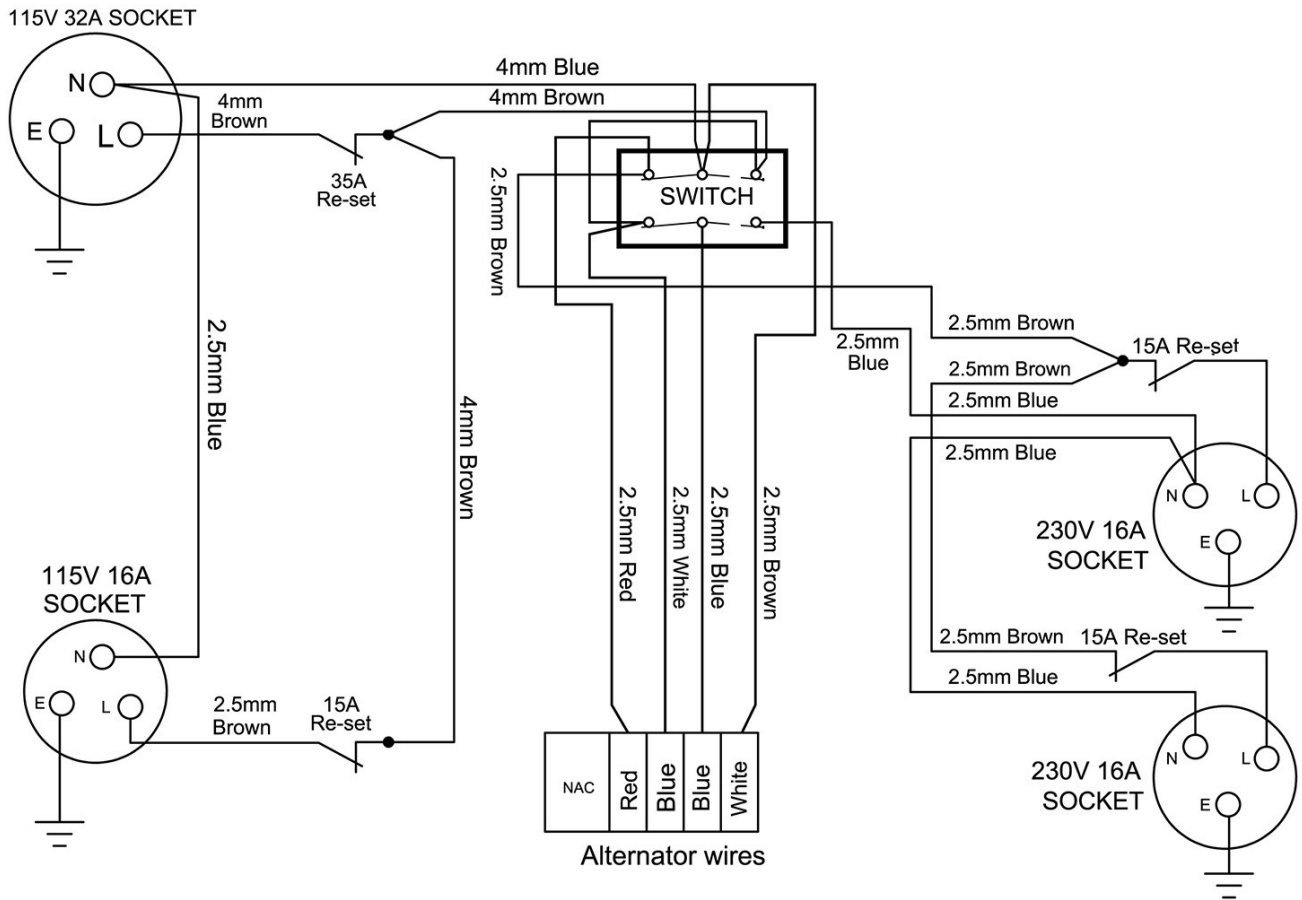 115V 32A SOCKET
N
E
L
4mm
Brown
35A
Re-set
4mm Blue
4mm Brown
2.5mm Brown
SWITCH
2.5mm Blue
4mm Brown
2.5mm Red
2.5mm White
2.5mm Blue
2.5mm Brown
2.5mm
Blue
2.5mm Brown
15A Re-set
2.5mm Brown
2.5mm Blue
2.5mm Blue
N
L
E
230V 16A
SOCKET
115V 16A
SOCKET
N
E
L
2.5mm
Brown
15A
Re-set
2.5mm Brown
15A Re-set
2.5mm Blue
N
L
E
230V 16A
SOCKET
NAC
Red
Blue
Blue
White
Alternator wires